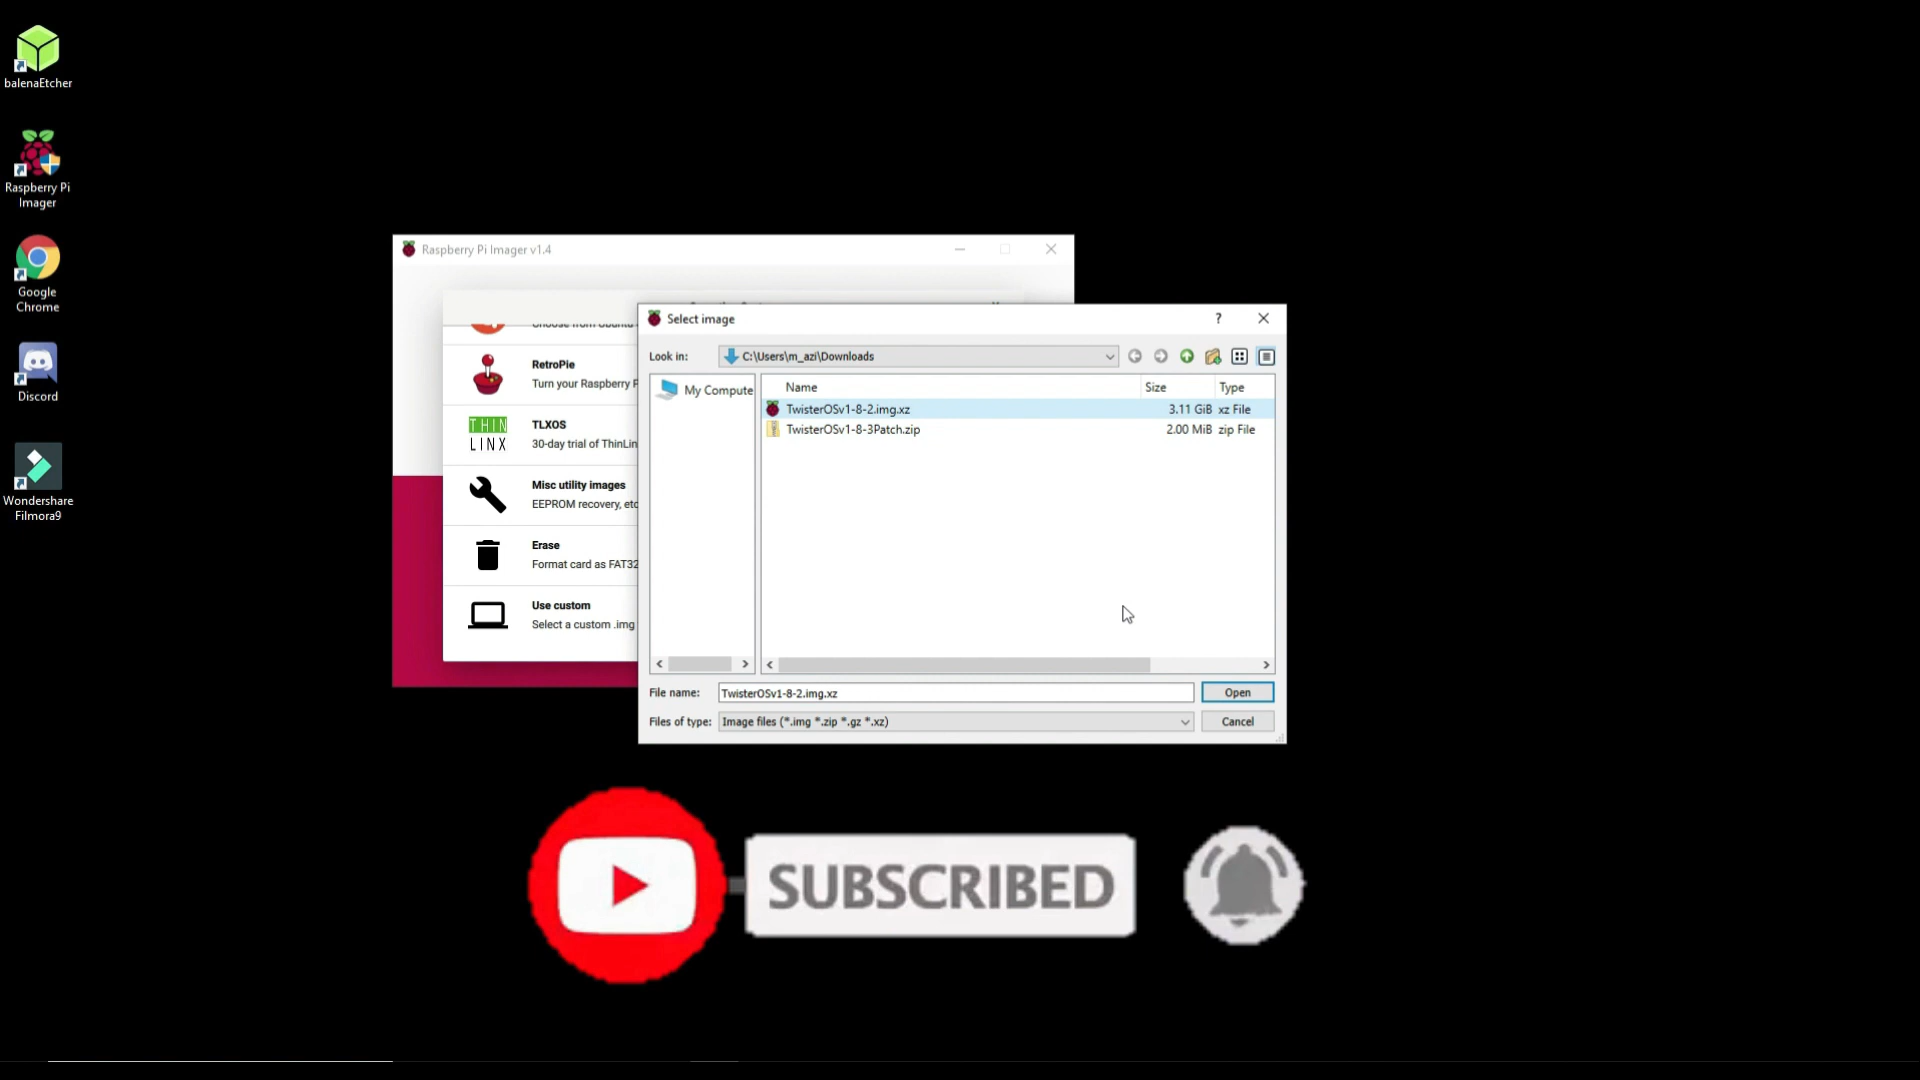 balenaEtcher
Raspberry Pi
Imager
Google
Chrome
Discord
Wondershare
Filmora9
Raspberry Pi Imager v1.4
RetroPie
Turn your Raspberry P
THIN
LINX
TLXOS
30-day trial of ThinLin
Misc utility images
EEPROM recovery, etc
Erase
Format card as FAT32
Use custom
Select a custom .img
Select image
?
Look in:
C:\Users\m_azi\Downloads
My Compute
Name
Size
Type
TwisterOSv1-8-2.img.xz
3.11 GiB
xz File
TwisterOSv1-8-3Patch.zip
2.00 MiB
zip File
File name:
TwisterOSv1-8-2.img.xz
Open
Files of type:
Image files (*.img *.zip *.gz *.xz)
Cancel
SUBSCRIBED